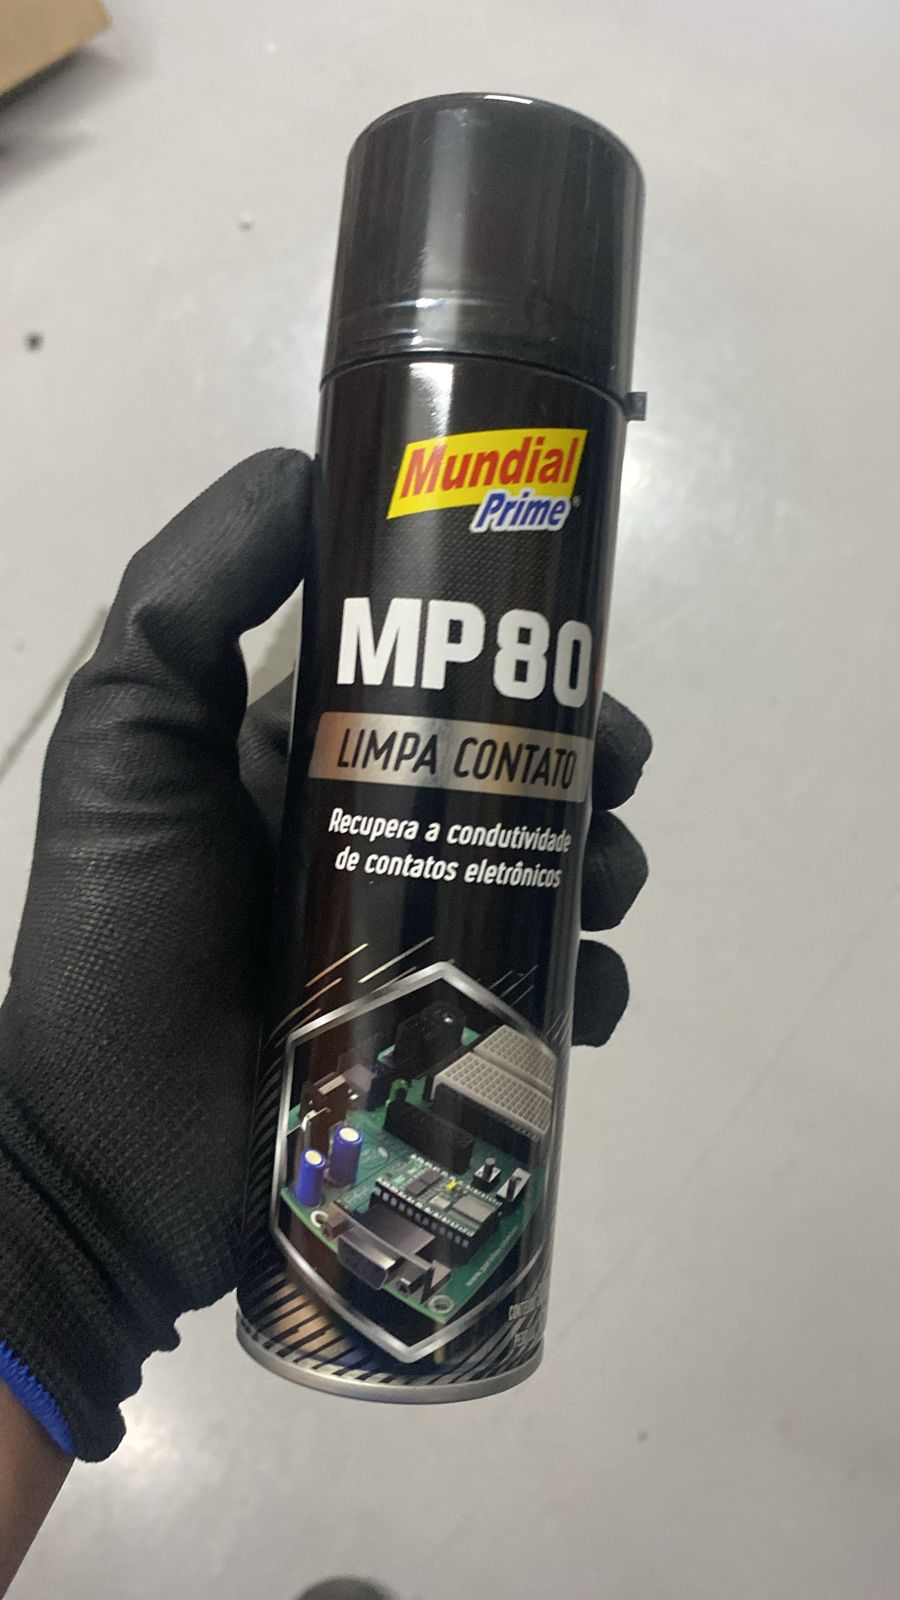 Mundial
Prime
MP80
LIMPA CONTATO
Recupera a condutividade
de contatos eletrônicos